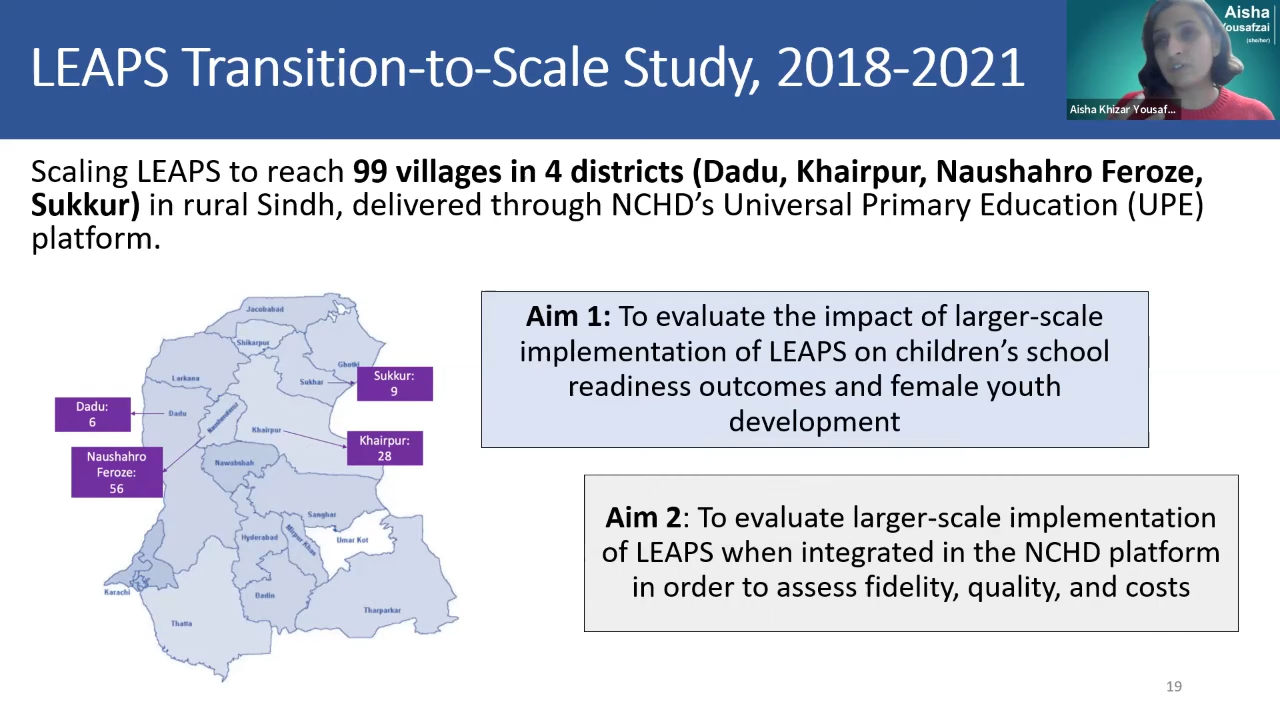 LEAPS Transition-to-Scale Study, 2018-2021
Aisha
Yousafzai
(she/her)
Aisha Khizar Yousaf...
Scaling LEAPS to reach 99 villages in 4 districts (Dadu, Khairpur, Naushahro Feroze,
Sukkur) in rural Sindh, delivered through NCHD’s Universal Primary Education (UPE)
platform.
Jacobabad
Shikarpur
Ghotki
Larkana
Sukhar
Sukkur:
9
Dadu:
6
Dadu
Khairpur
Khairpur:
28
Naushahro
Feroze:
56
Nawabshah
Sanghar
Hyderabad
Mirpur Khas
Umar Kot
Karachi
Badin
Tharparkar
Thatta
Aim 1: To evaluate the impact of larger-scale
implementation of LEAPS on children’s school
readiness outcomes and female youth
development
Aim 2: To evaluate larger-scale implementation
of LEAPS when integrated in the NCHD platform
in order to assess fidelity, quality, and costs
19